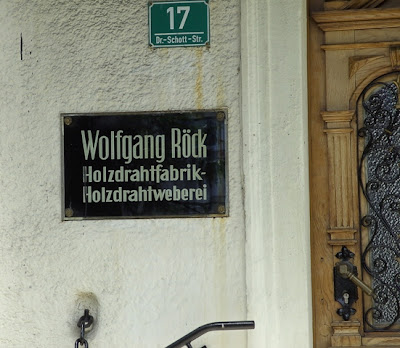 17
Dr.-Schott-Str.
Wolfgang Röck
Holzdrahtfabrik-
Holzdrahtweberei